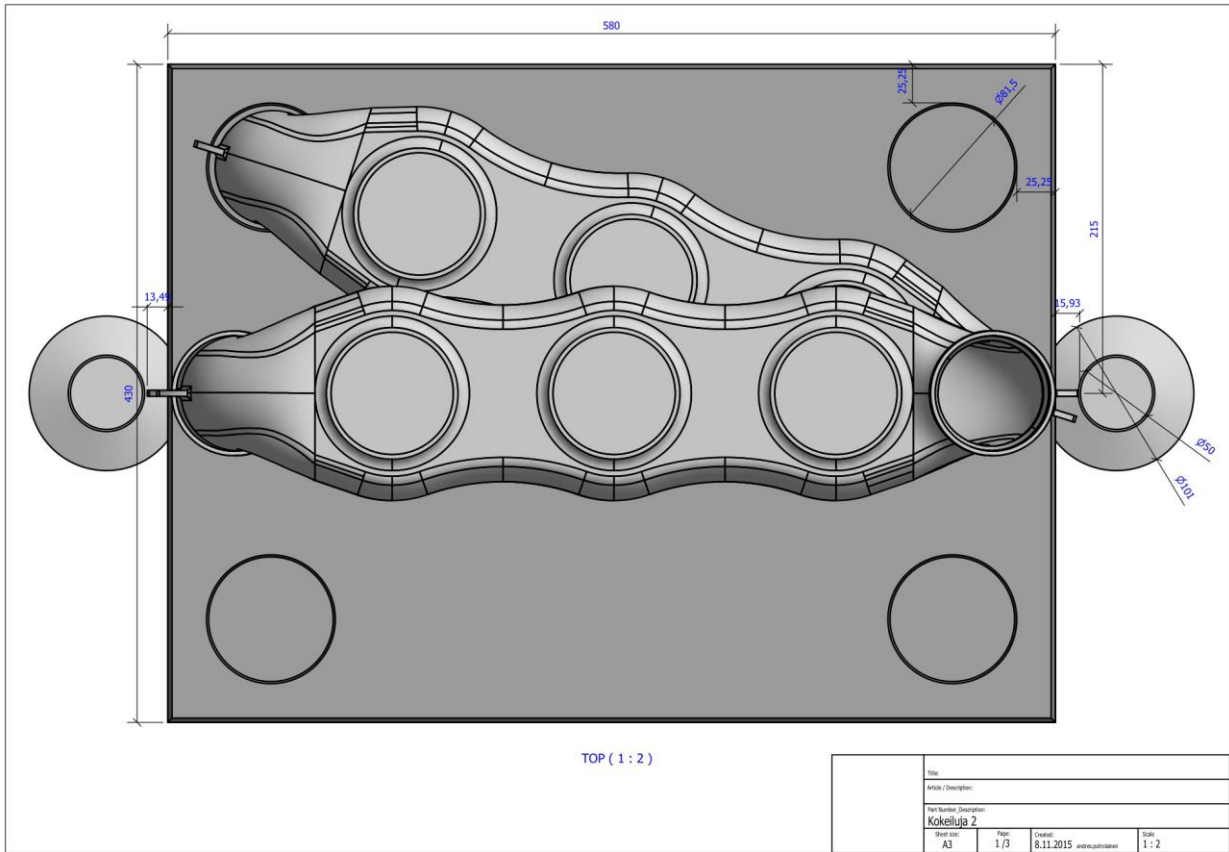 580
25,25
Ø81,5
25,25
215
13,49
15,93
430
Ø50
Ø101
TOP ( 1 : 2 )
Title:
Article / Description:
Part Number_Description:
Kokeiluja 2
Sheet size:
A3
Page:
1 /3
Created:
8.11.2015
Scale
1 : 2